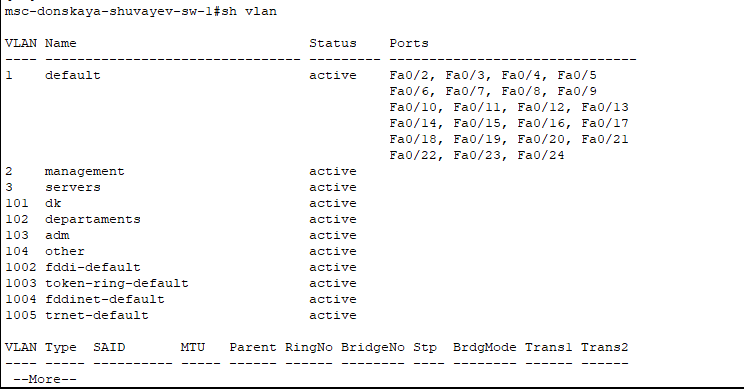 msc-donskaya-shuvayev-sw-1#sh vlan
VLAN Name                             Status    Ports
---- -------------------------------- --------- -------------------------------
1    default                          active    Fa0/2, Fa0/3, Fa0/4, Fa0/5
                                                Fa0/6, Fa0/7, Fa0/8, Fa0/9
                                                Fa0/10, Fa0/11, Fa0/12, Fa0/13
                                                Fa0/14, Fa0/15, Fa0/16, Fa0/17
                                                Fa0/18, Fa0/19, Fa0/20, Fa0/21
                                                Fa0/22, Fa0/23, Fa0/24
2    management                       active
3    servers                          active
101  dk                               active
102  departaments                     active
103  adm                              active
104  other                            active
1002 fddi-default                     active
1003 token-ring-default               active
1004 fddinet-default                  active
1005 trnet-default                    active
VLAN Type  SAID       MTU   Parent RingNo BridgeNo Stp  BrdgMode Trans1 Trans2
---- ----- ---------- ----- ------ ------ -------- ---- -------- ------ ------
 --More--